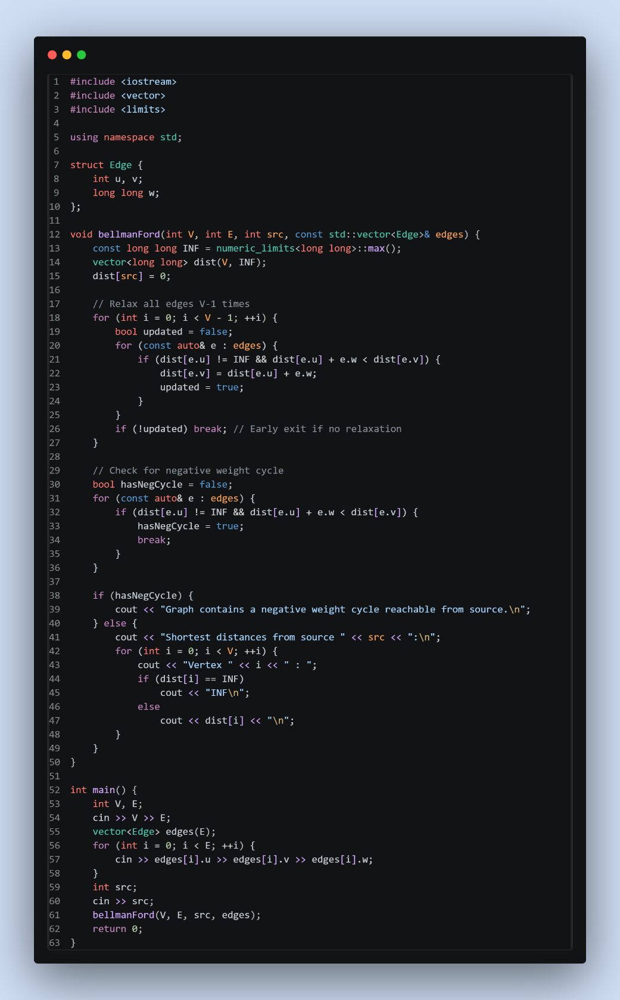 1 #include <iostream>
2 #include <vector>
3 #include <limits>
4
5 using namespace std;
6
7 struct Edge {
8     int u, v;
9     long long w;
10 };
11
12 void bellmanFord(int V, int E, int src, const std::vector<Edge>& edges) {
13     const long long INF = numeric_limits<long long>::max();
14     vector<long long> dist(V, INF);
15     dist[src] = 0;
16
17     // Relax all edges V-1 times
18     for (int i = 0; i < V - 1; ++i) {
19         bool updated = false;
20         for (const auto& e : edges) {
21             if (dist[e.u] != INF && dist[e.u] + e.w < dist[e.v]) {
22                 dist[e.v] = dist[e.u] + e.w;
23                 updated = true;
24             }
25         }
26         if (!updated) break; // Early exit if no relaxation
27     }
28
29     // Check for negative weight cycle
30     bool hasNegCycle = false;
31     for (const auto& e : edges) {
32         if (dist[e.u] != INF && dist[e.u] + e.w < dist[e.v]) {
33             hasNegCycle = true;
34             break;
35         }
36     }
37
38     if (hasNegCycle) {
39         cout << "Graph contains a negative weight cycle reachable from source.\n";
40     } else {
41         cout << "Shortest distances from source " << src << ":\n";
42         for (int i = 0; i < V; ++i) {
43             cout << "Vertex " << i << " : ";
44             if (dist[i] == INF)
45                 cout << "INF\n";
46             else
47                 cout << dist[i] << "\n";
48         }
49     }
50 }
51
52 int main() {
53     int V, E;
54     cin >> V >> E;
55     vector<Edge> edges(E);
56     for (int i = 0; i < E; ++i) {
57         cin >> edges[i].u >> edges[i].v >> edges[i].w;
58     }
59     int src;
60     cin >> src;
61     bellmanFord(V, E, src, edges);
62     return 0;
63 }